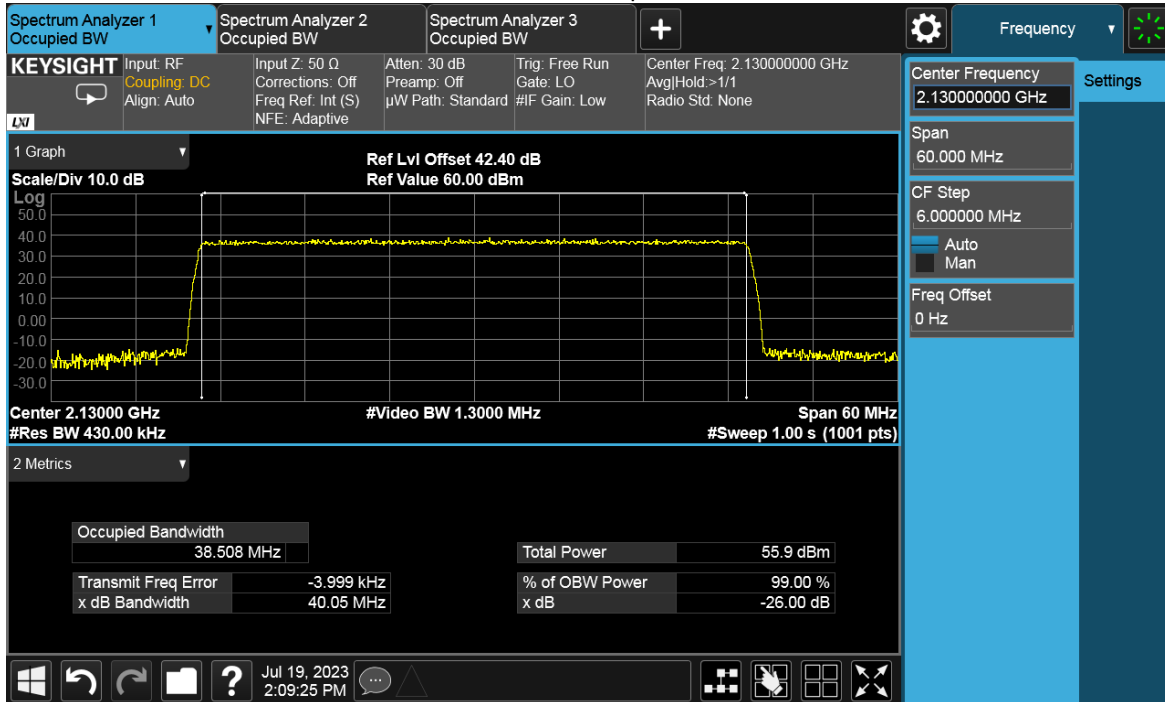 Spectrum Analyzer 1
Occupied BW
Spectrum Analyzer 2
Occupied BW
Spectrum Analyzer 3
Occupied BW
+
Frequency
KEYSIGHT
LXI
Input: RF
Coupling: DC
Align: Auto
Input Z: 50 Ω
Corrections: Off
Freq Ref: Int (S)
NFE: Adaptive
Atten: 30 dB
Preamp: Off
µW Path: Standard
Trig: Free Run
Gate: LO
#IF Gain: Low
Center Freq: 2.130000000 GHz
Avg|Hold:>1/1
Radio Std: None
Center Frequency
2.130000000 GHz
Settings
Span
60.000 MHz
CF Step
6.000000 MHz
Auto
Man
Freq Offset
0 Hz
1 Graph
Scale/Div 10.0 dB
Ref Lvl Offset 42.40 dB
Ref Value 60.00 dBm
Log
50.0
40.0
30.0
20.0
10.0
0.00
-10.0
-20.0
-30.0
Center 2.13000 GHz
#Res BW 430.00 kHz
#Video BW 1.3000 MHz
Span 60 MHz
#Sweep 1.00 s (1001 pts)
2 Metrics
Occupied Bandwidth
38.508 MHz
Total Power 55.9 dBm
Transmit Freq Error -3.999 kHz
% of OBW Power 99.00 %
x dB Bandwidth 40.05 MHz
x dB -26.00 dB
?
Jul 19, 2023
2:09:25 PM